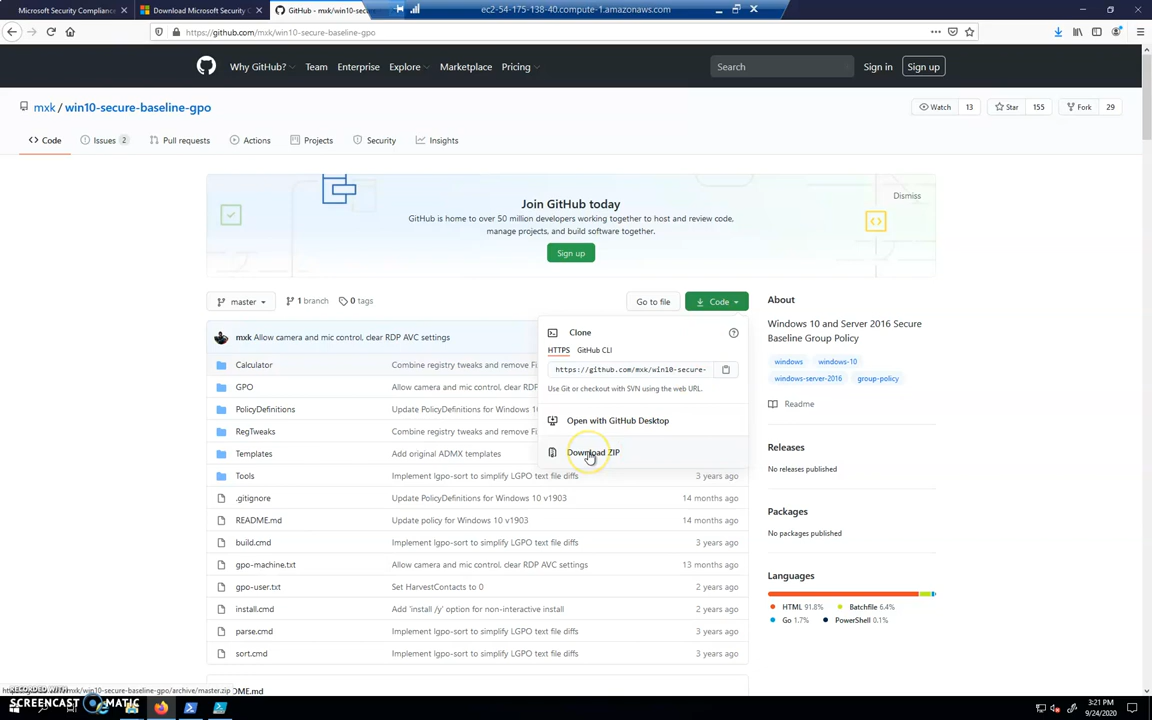 Microsoft Security Complianc
Download Microsoft Security C
GitHub - mxk/win10-secure-
ec2-54-175-138-40.compute-1.amazonaws.com
https://github.com/mxk/win10-secure-baseline-gpo
Why GitHub?
Team
Enterprise
Explore
Marketplace
Pricing
Search
Sign in
Sign up
mxk / win10-secure-baseline-gpo
Watch 13
Star 155
Fork 29
Code
Issues 2
Pull requests
Actions
Projects
Security
Insights
Join GitHub today
Dismiss
GitHub is home to over 50 million developers working together to host and review code,
manage projects, and build software together.
Sign up
master
1 branch
0 tags
Go to file
Code
mxk Allow camera and mic control, clear RDP AVC settings
Calculator Combine registry tweaks and remove Fi
GPO Allow camera and mic control, clear RD
PolicyDefinitions Update PolicyDefinitions for Windows 10
RegTweaks Combine registry tweaks and remove Fi
Templates Add original ADMX templates
Tools Implement lgpo-sort to simplify LGPO text file diffs 3 years ago
.gitignore Update PolicyDefinitions for Windows 10 v1903 14 months ago
README.md Update policy for Windows 10 v1903 14 months ago
build.cmd Implement lgpo-sort to simplify LGPO text file diffs 3 years ago
gpo-machine.txt Allow camera and mic control, clear RDP AVC settings 13 months ago
gpo-user.txt Set HarvestContacts to 0 2 years ago
install.cmd Add 'install /y' option for non-interactive install 2 years ago
parse.cmd Implement lgpo-sort to simplify LGPO text file diffs 3 years ago
sort.cmd Implement lgpo-sort to simplify LGPO text file diffs 3 years ago
Clone
HTTPS GitHub CLI
https://github.com/mxk/win10-secure-
Use Git or checkout with SVN using the web URL.
Open with GitHub Desktop
Download ZIP
About
Windows 10 and Server 2016 Secure
Baseline Group Policy
windows windows-10
windows-server-2016 group-policy
Readme
Releases
No releases published
Packages
No packages published
Languages
HTML 91.8% Batchfile 6.4%
Go 1.7% PowerShell 0.1%
mxk/win10-secure-baseline-gpo/archive/master.zip
RECORDED WITH
SCREENCAST MATIC
3:21 PM
9/24/2020